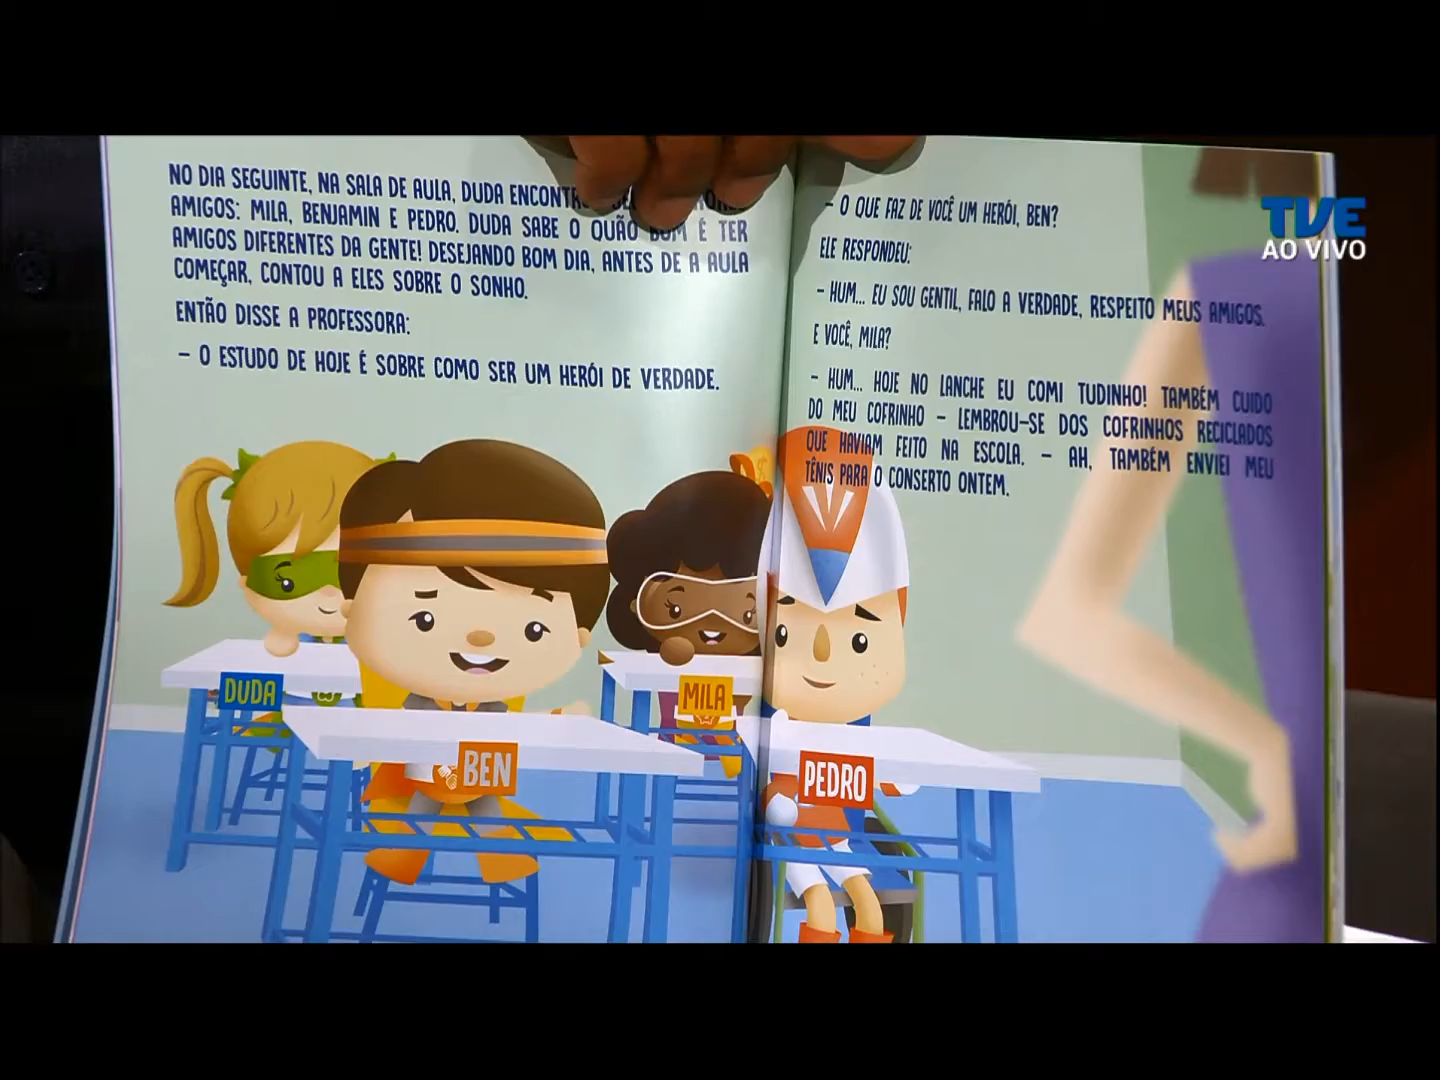 NO DIA SEGUINTE, NA SALA DE AULA, DUDA
AMIGOS: MILA, BENJAMIN E PEDRO. DUDA SABE O QUÃO BOM É TER
AMIGOS DIFERENTES DA GENTE! DESEJANDO BOM DIA, ANTES DE A AULA
COMEÇAR, CONTOU A ELES SOBRE O SONHO.
ENTÃO DISSE A PROFESSORA:
– O ESTUDO DE HOJE É SOBRE COMO SER UM HERÓI DE VERDADE.
– O QUE FAZ DE VOCÊ UM HERÓI, BEN?
ELE RESPONDEU:
– HUM... EU SOU GENTIL, FALO A VERDADE, RESPEITO MEUS AMIGOS.
E VOCÊ, MILA?
– HUM... HOJE NO LANCHE EU COMI TUDINHO! TAMBÉM CUIDO
DO MEU COFRINHO – LEMBROU-SE DOS COFRINHOS RECICLADOS
QUE HAVIAM FEITO NA ESCOLA. – AH, TAMBÉM ENVIEI MEU
TÊNIS PARA O CONSERTO ONTEM.
DUDA
BEN
MILA
PEDRO
TVE
AO VIVO